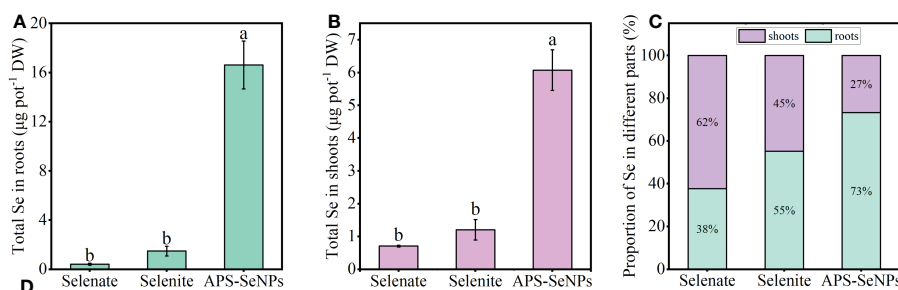 A
Total Se in roots (µg pot⁻¹ DW)
20
16
12
8
4
0
a
b
b
Selenate Selenite APS-SeNPs
B
Total Se in shoots (µg pot⁻¹ DW)
7
6
5
4
3
2
1
0
a
b
b
Selenate Selenite APS-SeNPs
C
Proportion of Se in different parts (%)
shoots roots
100
80
60
40
20
0
62% 45% 27%
38% 55% 73%
Selenate Selenite APS-SeNPs
D